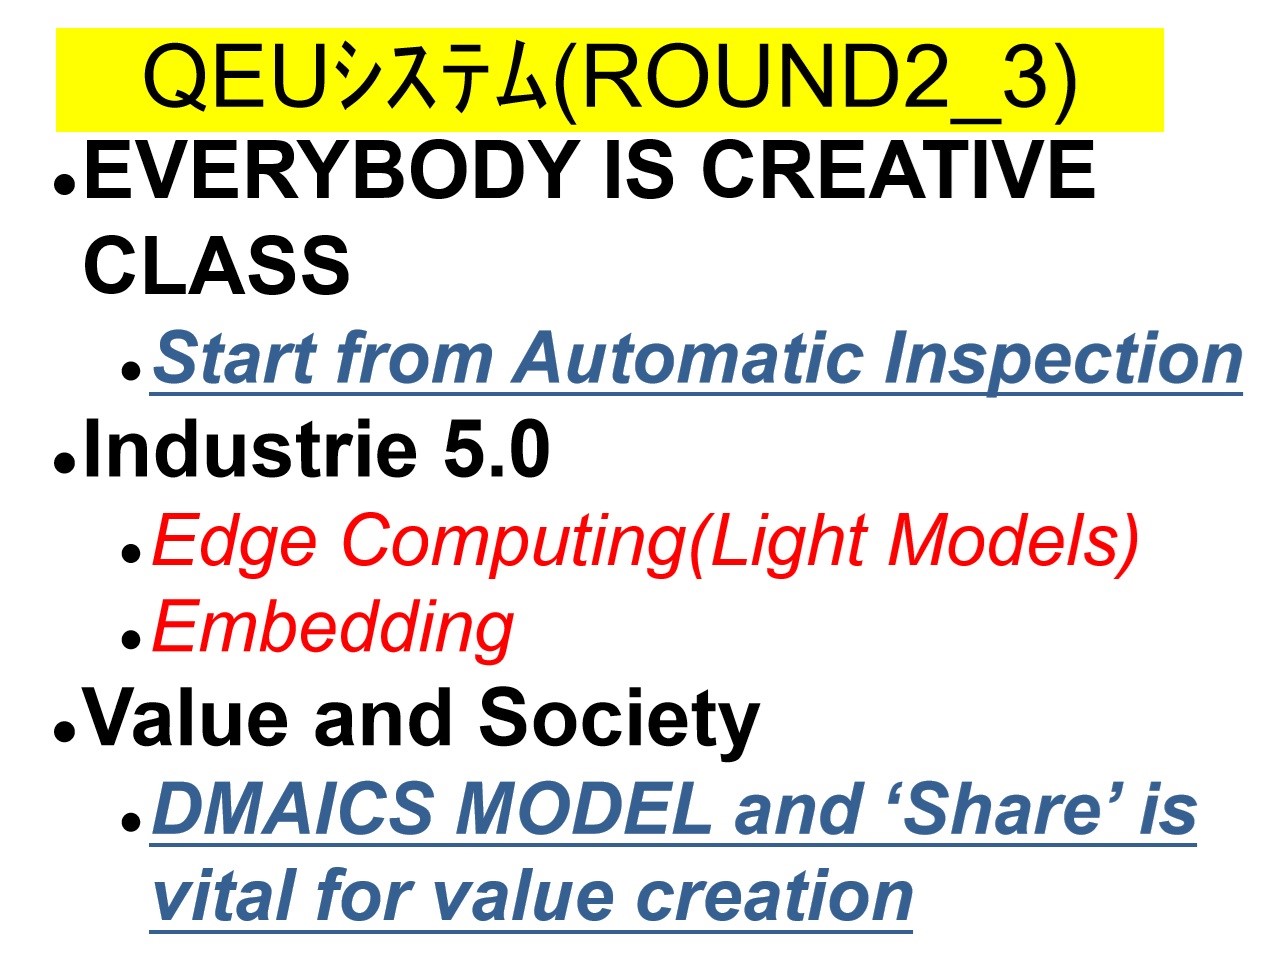 QEUｼｽﾃﾑ(ROUND2_3)
●EVERYBODY IS CREATIVE
CLASS
●Start from Automatic Inspection
●Industrie 5.0
●Edge Computing(Light Models)
●Embedding
●Value and Society
●DMAICS MODEL and ‘Share’ is
vital for value creation